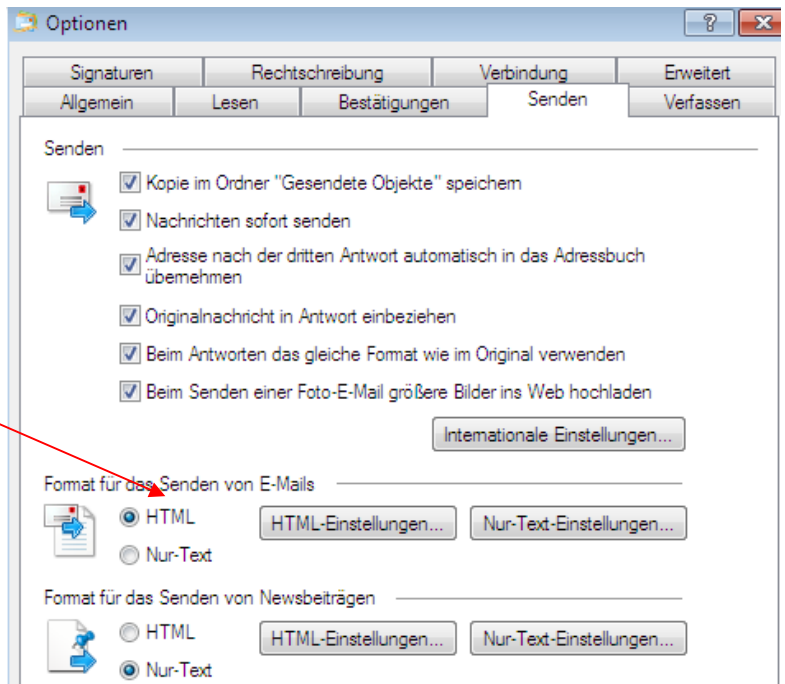 Optionen
Signaturen Rechtschreibung Verbindung Erweitert
Allgemein Lesen Bestätigungen Senden Verfassen
Senden
Kopie im Ordner "Gesendete Objekte" speichern
Nachrichten sofort senden
Adresse nach der dritten Antwort automatisch in das Adressbuch
übernehmen
Originalnachricht in Antwort einbeziehen
Beim Antworten das gleiche Format wie im Original verwenden
Beim Senden einer Foto-E-Mail größere Bilder ins Web hochladen
Internationale Einstellungen...
Format für das Senden von E-Mails
HTML HTML-Einstellungen... Nur-Text-Einstellungen...
Nur-Text
Format für das Senden von Newsbeiträgen
HTML HTML-Einstellungen... Nur-Text-Einstellungen...
Nur-Text